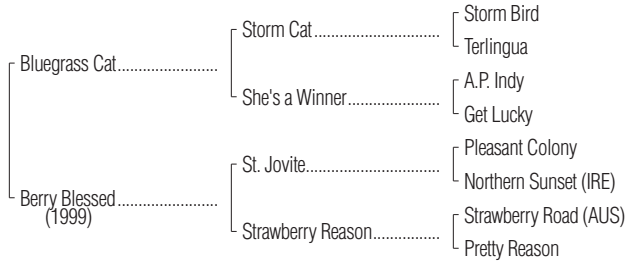 Storm Bird
Storm Cat
Terlingua
Bluegrass Cat
A.P. Indy
She's a Winner
Get Lucky
Pleasant Colony
St. Jovite
Northern Sunset (IRE)
Berry Blessed
(1999)
Strawberry Road (AUS)
Strawberry Reason
Pretty Reason